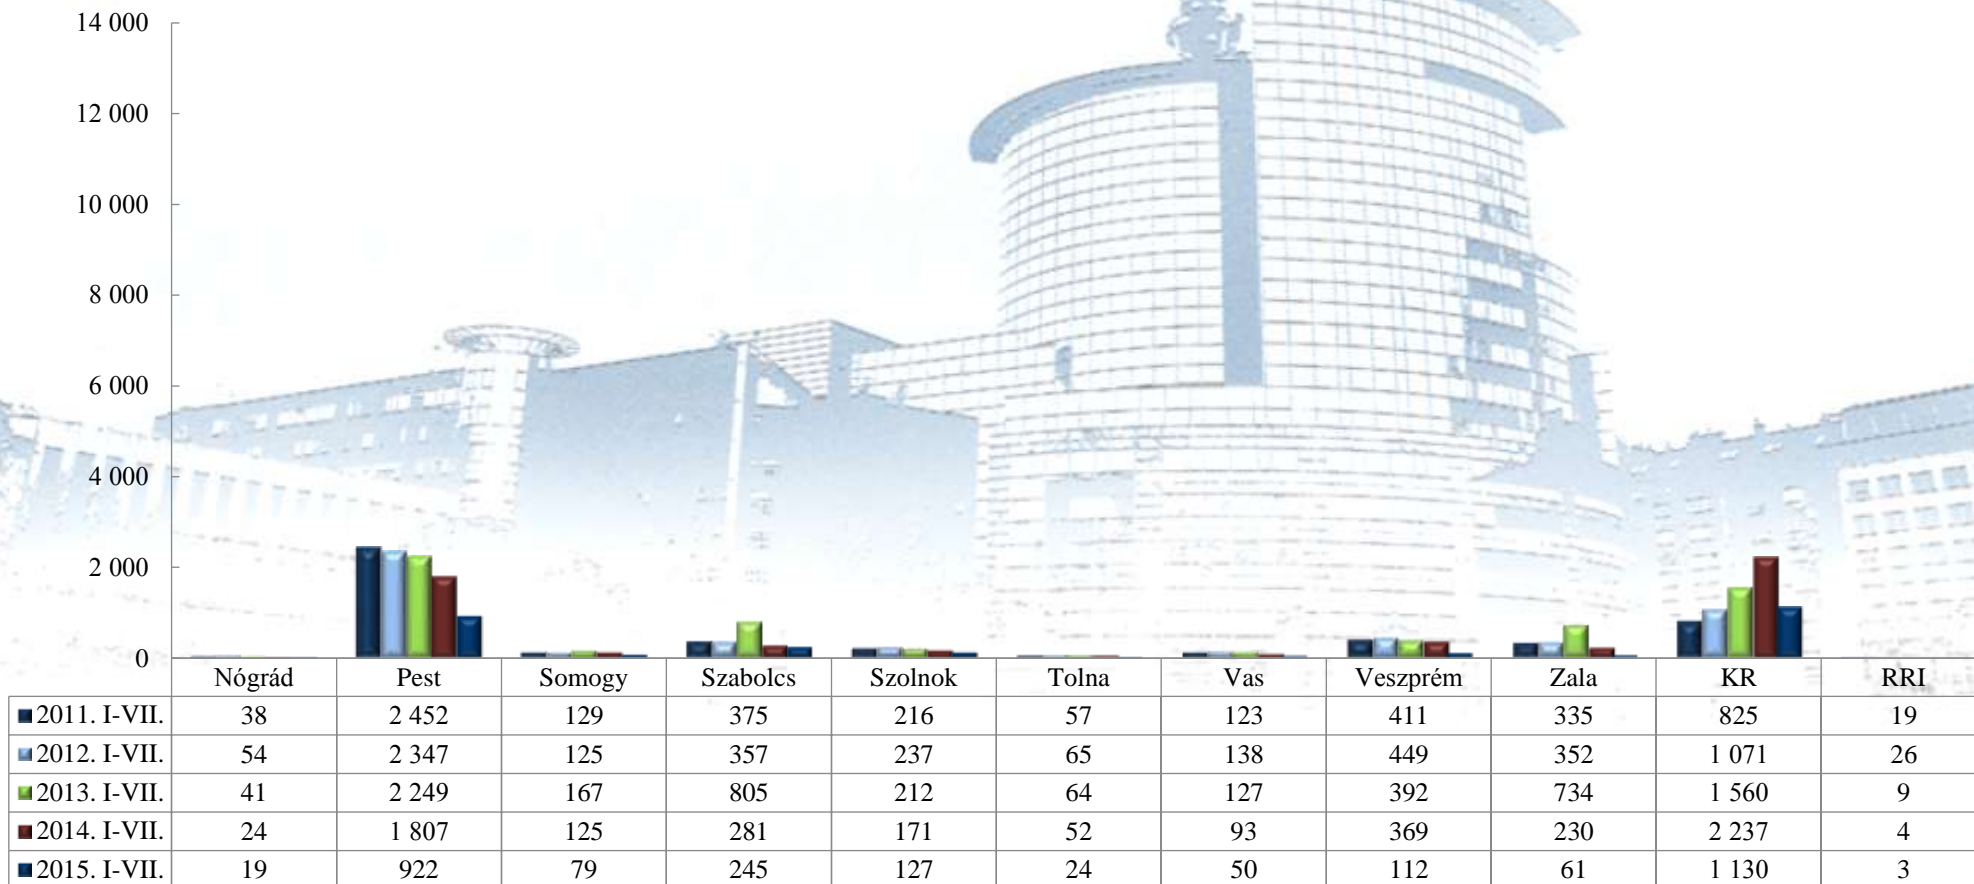 14 000
12 000
10 000
8 000
6 000
4 000
2 000
0
Nógrád Pest Somogy Szabolcs Szolnok Tolna Vas Veszprém Zala KR RRI
2011. I-VII. 38 2 452 129 375 216 57 123 411 335 825 19
2012. I-VII. 54 2 347 125 357 237 65 138 449 352 1 071 26
2013. I-VII. 41 2 249 167 805 212 64 127 392 734 1 560 9
2014. I-VII. 24 1 807 125 281 171 52 93 369 230 2 237 4
2015. I-VII. 19 922 79 245 127 24 50 112 61 1 130 3